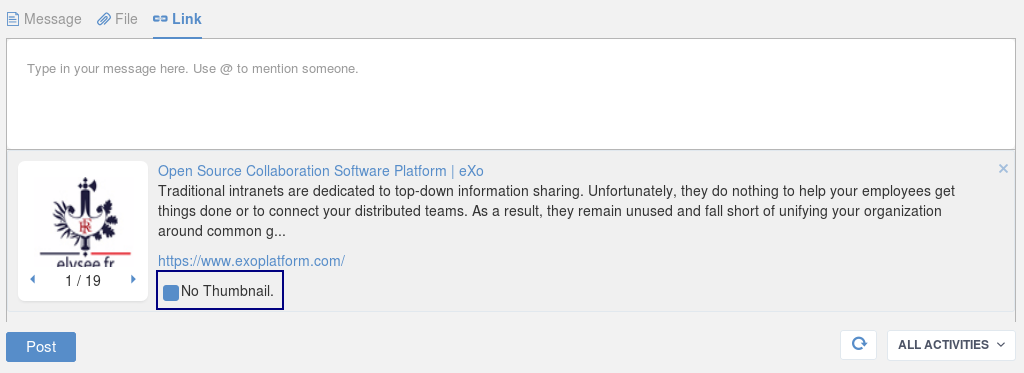 Message File Link
Type in your message here. Use @ to mention someone.
Open Source Collaboration Software Platform | eXo
Traditional intranets are dedicated to top-down information sharing. Unfortunately, they do nothing to help your employees get
things done or to connect your distributed teams. As a result, they remain unused and fall short of unifying your organization
around common g...
https://www.exoplatform.com/
No Thumbnail.
RF
elysee.fr
1 / 19
Post
ALL ACTIVITIES